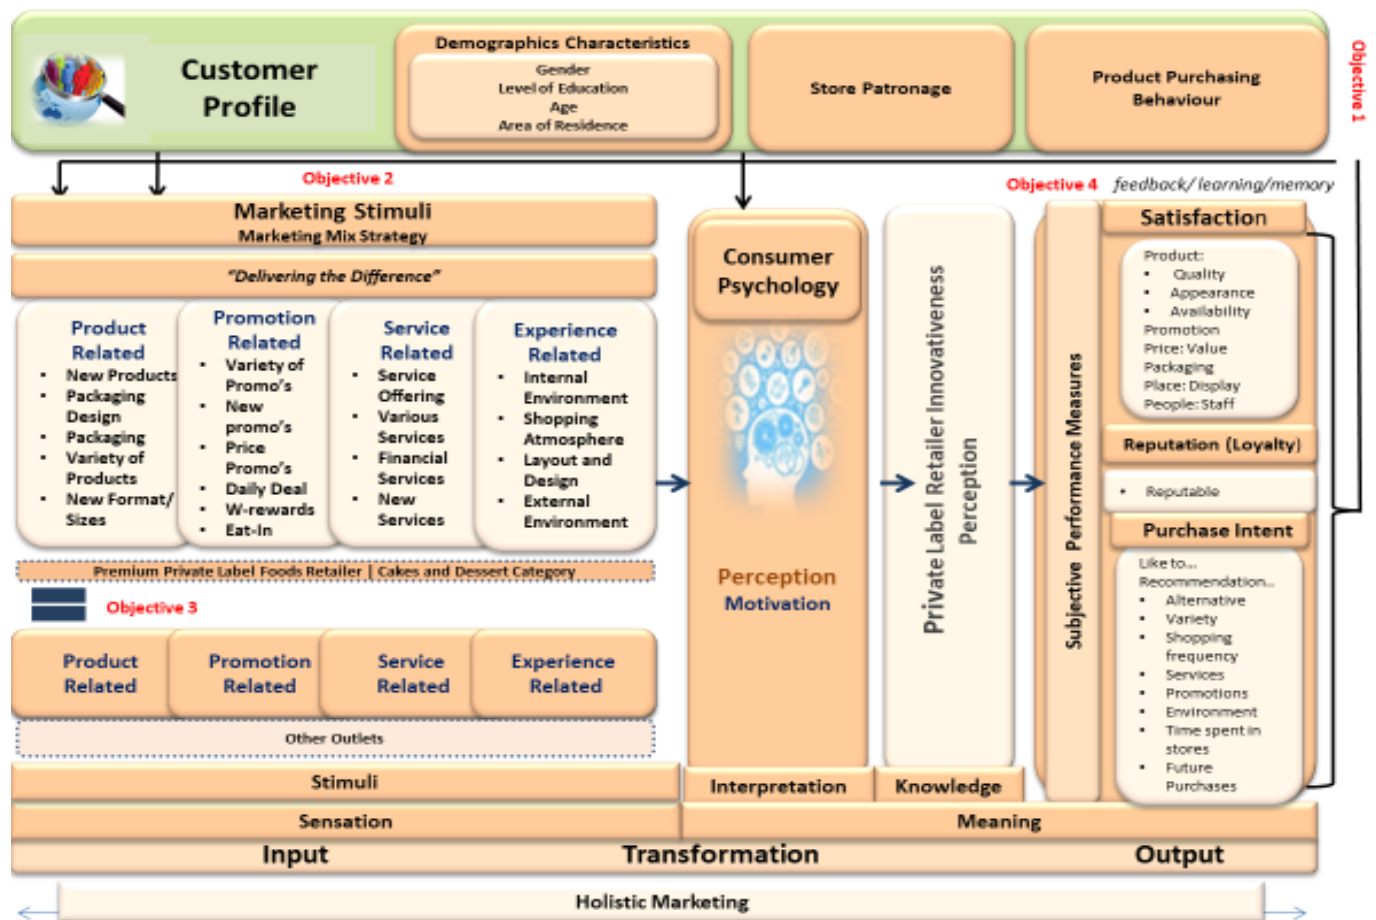 Customer
Profile
Demographics Characteristics
Gender
Level of Education
Age
Area of Residence
Store Patronage
Product Purchasing
Behaviour
Objective 1
Objective 2
Objective 4
feedback/ learning/memory
Marketing Stimuli
Marketing Mix Strategy
“Delivering the Difference”
Product
Related
• New Products
• Packaging
Design
• Packaging
• Variety of
Products
• New Format/
Sizes
Promotion
Related
• Variety of
Promo’s
• New
promo’s
• Price
Promo’s
• Daily Deal
• W-rewards
• Eat-In
Service
Related
• Service
Offering
• Various
Services
• Financial
Services
• New
Services
Experience
Related
• Internal
Environment
• Shopping
Atmosphere
• Layout and
Design
• External
Environment
Premium Private Label Foods Retailer | Cakes and Dessert Category
Objective 3
Product
Related
Promotion
Related
Service
Related
Experience
Related
Other Outlets
Consumer
Psychology
Perception
Motivation
Private Label Retailer Innovativeness
Perception
Subjective Performance Measures
Satisfaction
Product:
• Quality
• Appearance
• Availability
Promotion
Price: Value
Packaging
Place: Display
People: Staff
Reputation (Loyalty)
• Reputable
Purchase Intent
Like to...
Recommendation...
• Alternative
• Variety
• Shopping
frequency
• Services
• Promotions
• Environment
• Time spent in
stores
• Future
Purchases
Stimuli
Interpretation
Knowledge
Sensation
Meaning
Input
Transformation
Output
Holistic Marketing